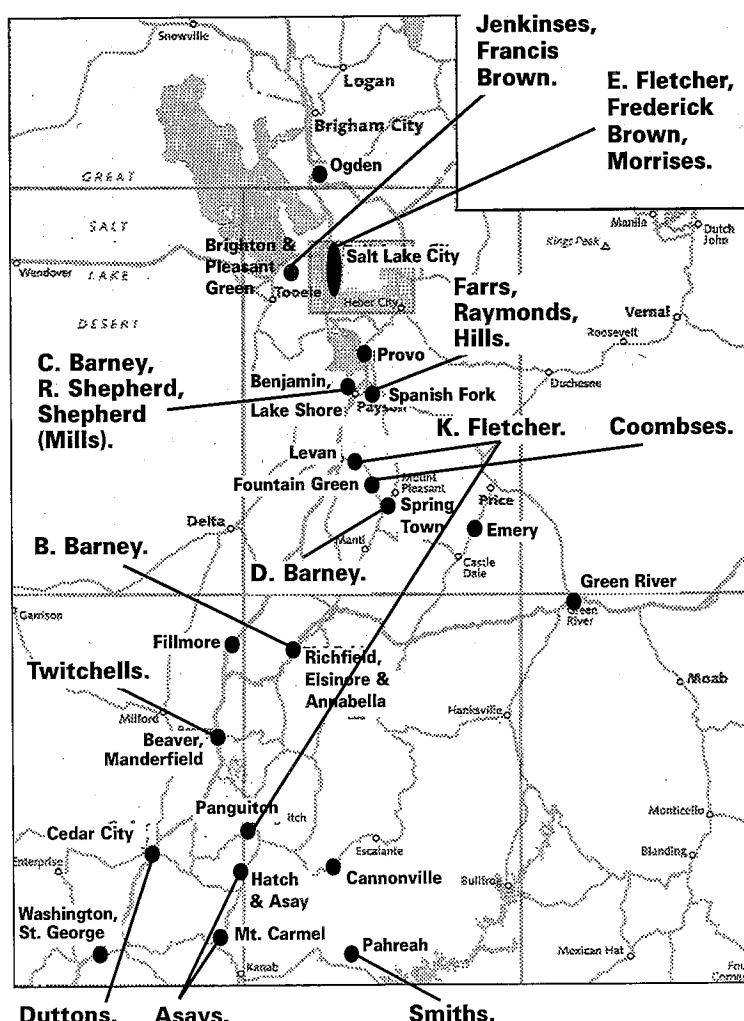 Jenkinses,
Francis
Brown.
E. Fletcher,
Frederick
Brown,
Morrises.
Snowville
Logan
Brigham City
Ogden
GREAT
SALT
LAKE
DESERT
Wendover
Brighton &
Pleasant
Green
Tooele
Salt Lake City
Heber City
Kings Peak
Manila
Dutch
John
Vernal
Roosevelt
Duchesne
Farrs,
Raymonds,
Hills.
Provo
C. Barney,
R. Shepherd,
Shepherd
(Mills).
Benjamin,
Lake Shore
Payson
Spanish Fork
K. Fletcher.
Coombses.
Levan
Fountain Green
Mount
Pleasant
Spring
Town
Price
Emery
Delta
Manti
Castle
Dale
B. Barney.
D. Barney.
Green River
Green
River
Garrison
Fillmore
Richfield,
Elsinore &
Annabella
Twitchells.
Milford
Beaver,
Manderfield
Hanksville
Moab
Panguitch
itch
Cedar City
Enterprise
Hatch
& Asay
Escalante
Cannonville
Bullfrog
Monticello
Blanding
Washington,
St. George
Mt. Carmel
Kanab
Pahreah
Mexican Hat
Duttons.
Asays.
Smiths.